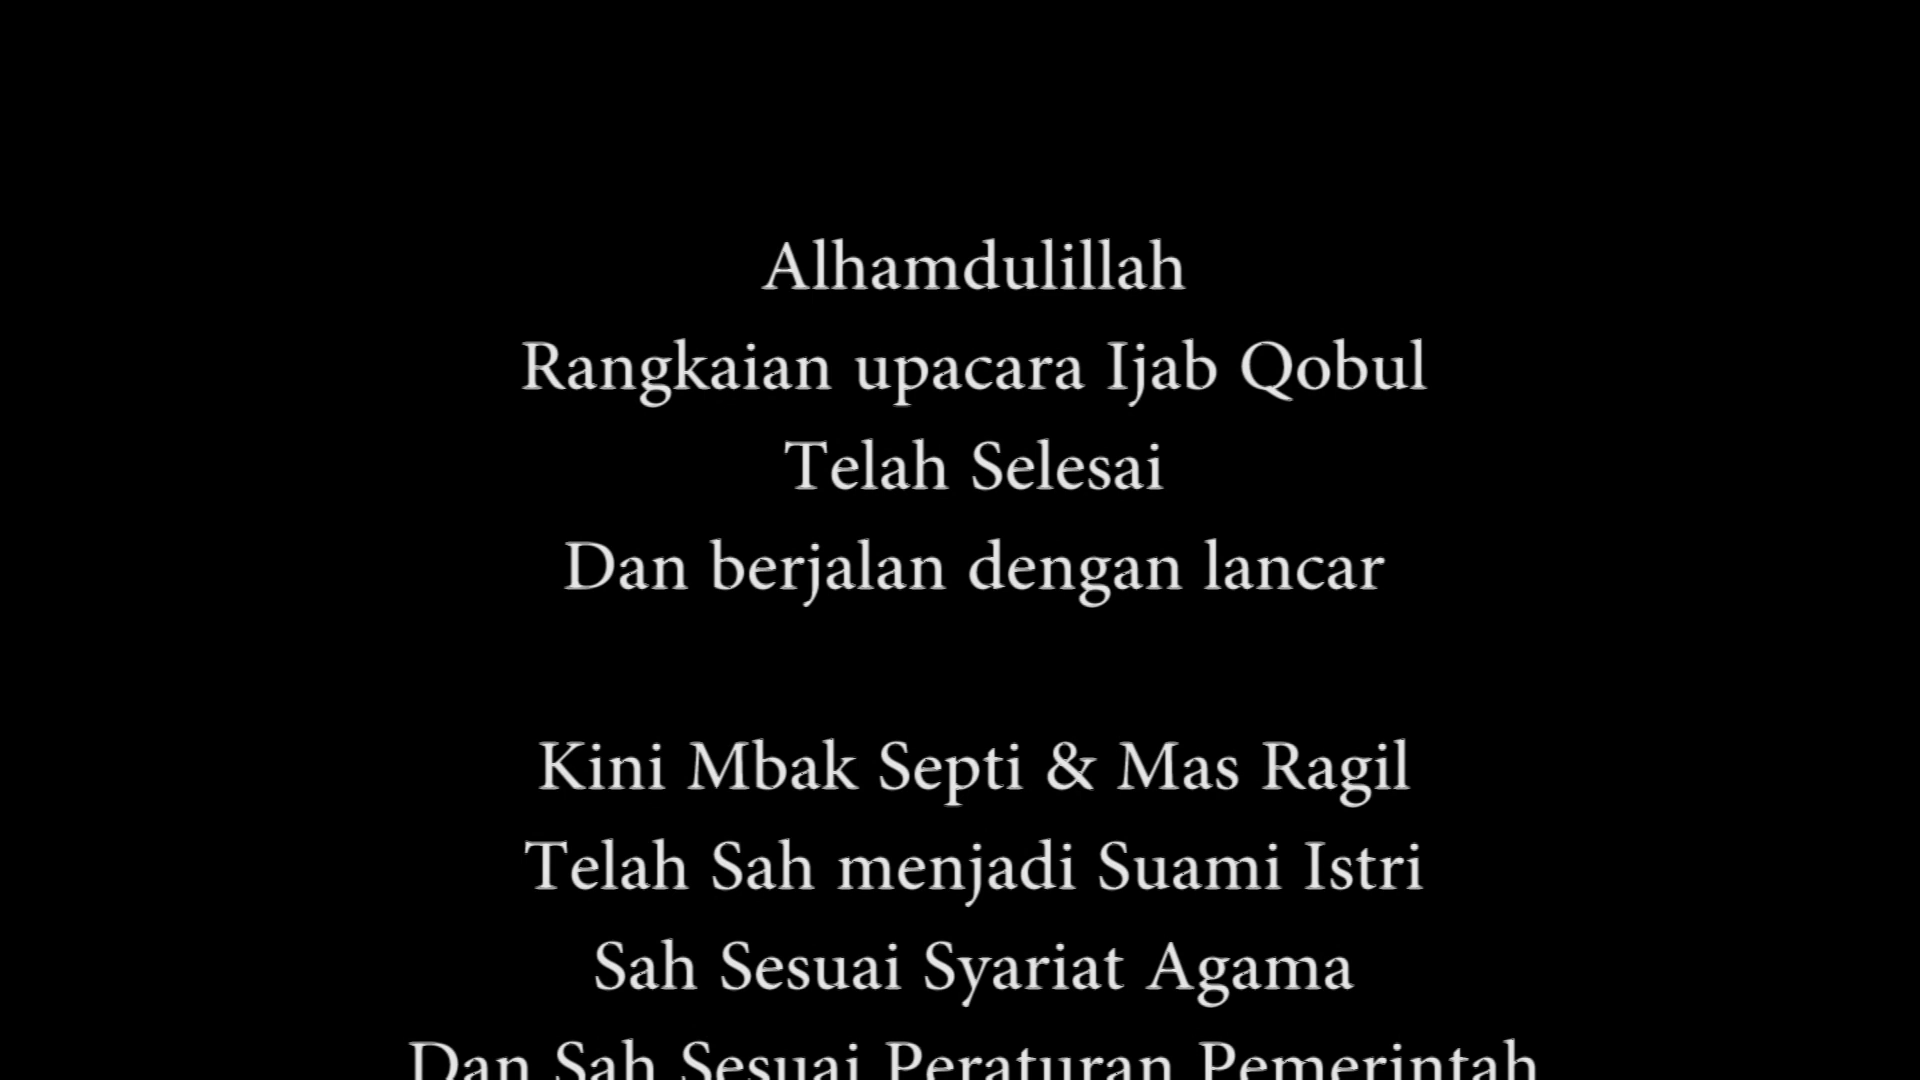 Alhamdulillah
Rangkaian upacara Ijab Qobul
Telah Selesai
Dan berjalan dengan lancar
Kini Mbak Septi & Mas Ragil
Telah Sah menjadi Suami Istri
Sah Sesuai Syariat Agama
Dan Sah Sesuai Peraturan Pemerintah